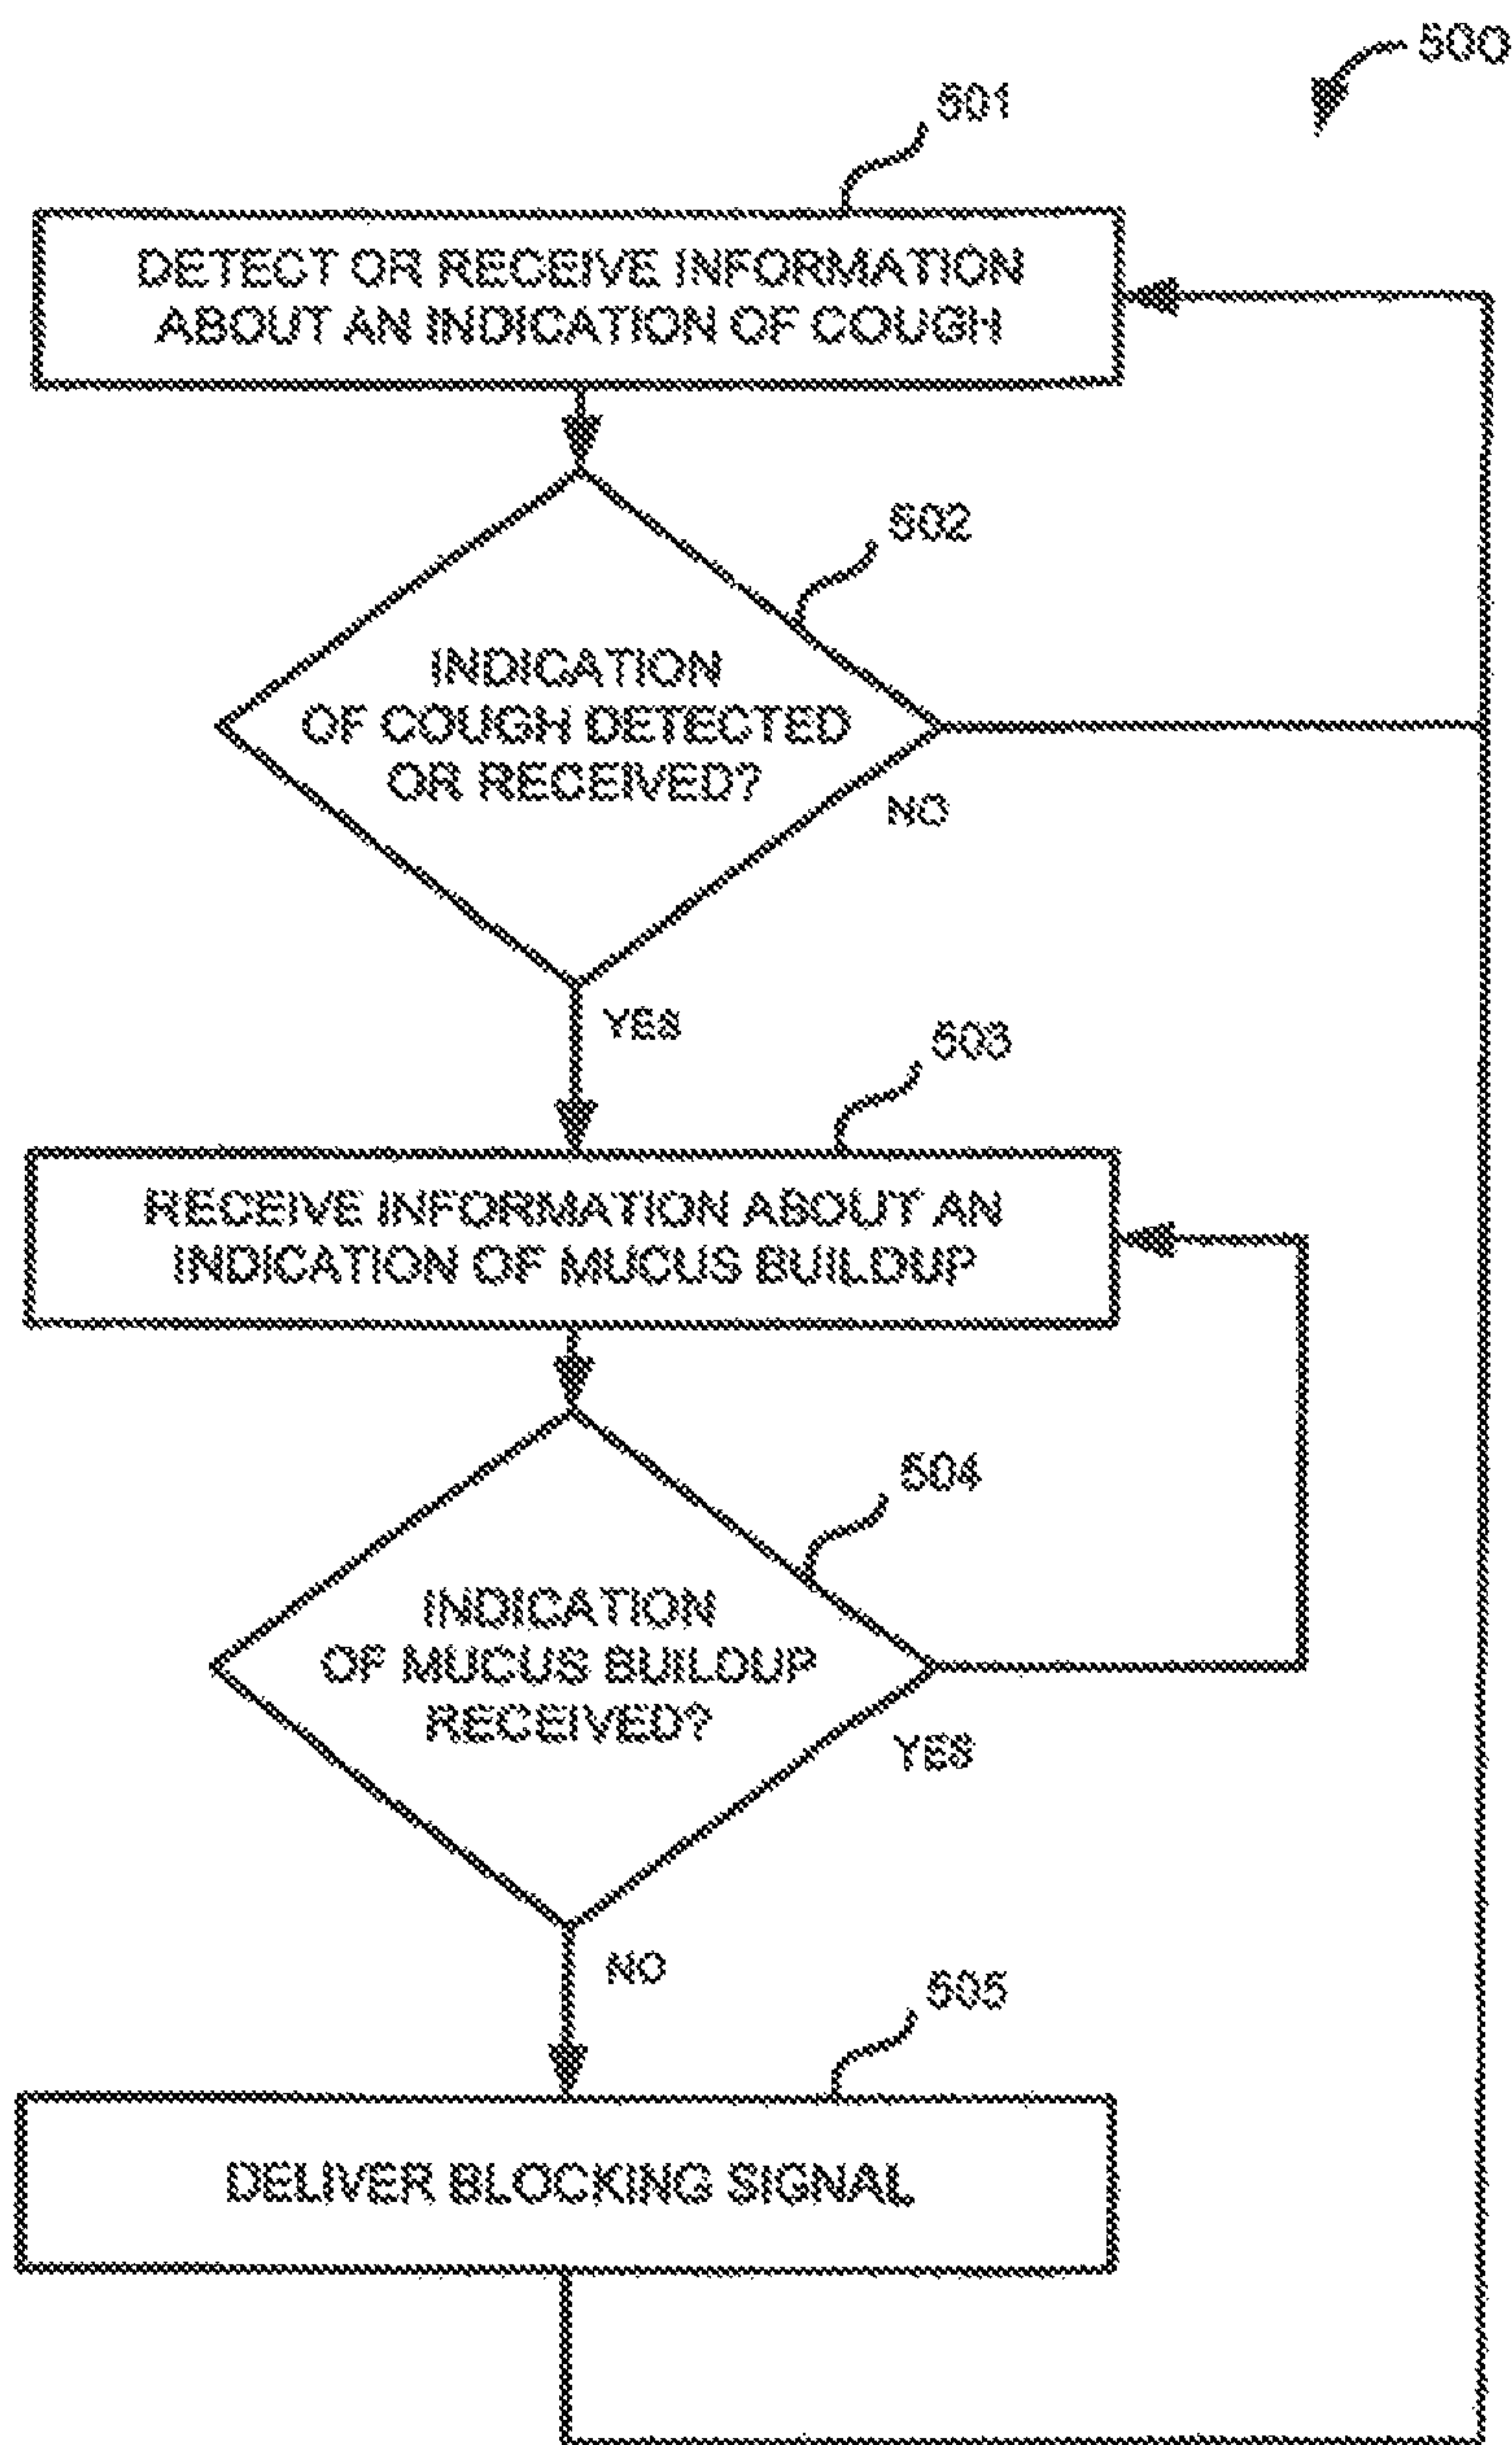 500
501
DETECT OR RECEIVE INFORMATION
ABOUT AN INDICATION OF COUGH
502
INDICATION
OF COUGH DETECTED
OR RECEIVED?
NO
YES
503
RECEIVE INFORMATION ABOUT AN
INDICATION OF MUCUS BUILDUP
504
INDICATION
OF MUCUS BUILDUP
RECEIVED?
YES
NO
505
DELIVER BLOCKING SIGNAL